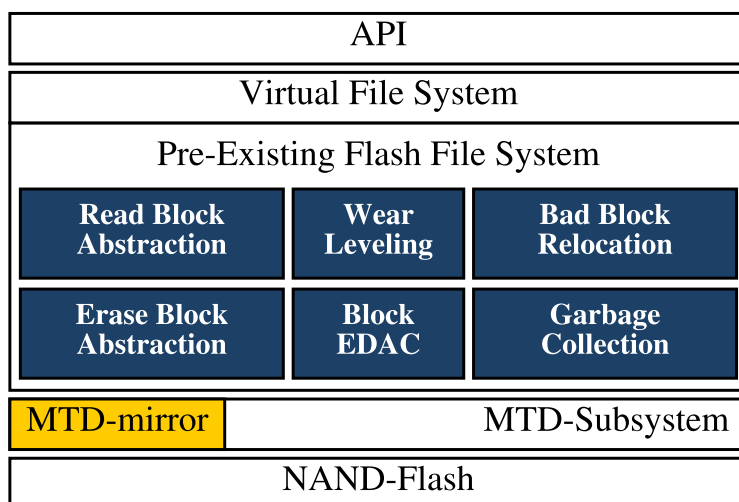 API
Virtual File System
Pre-Existing Flash File System
Read Block
Abstraction
Wear
Leveling
Bad Block
Relocation
Erase Block
Abstraction
Block
EDAC
Garbage
Collection
MTD-mirror
MTD-Subsystem
NAND-Flash